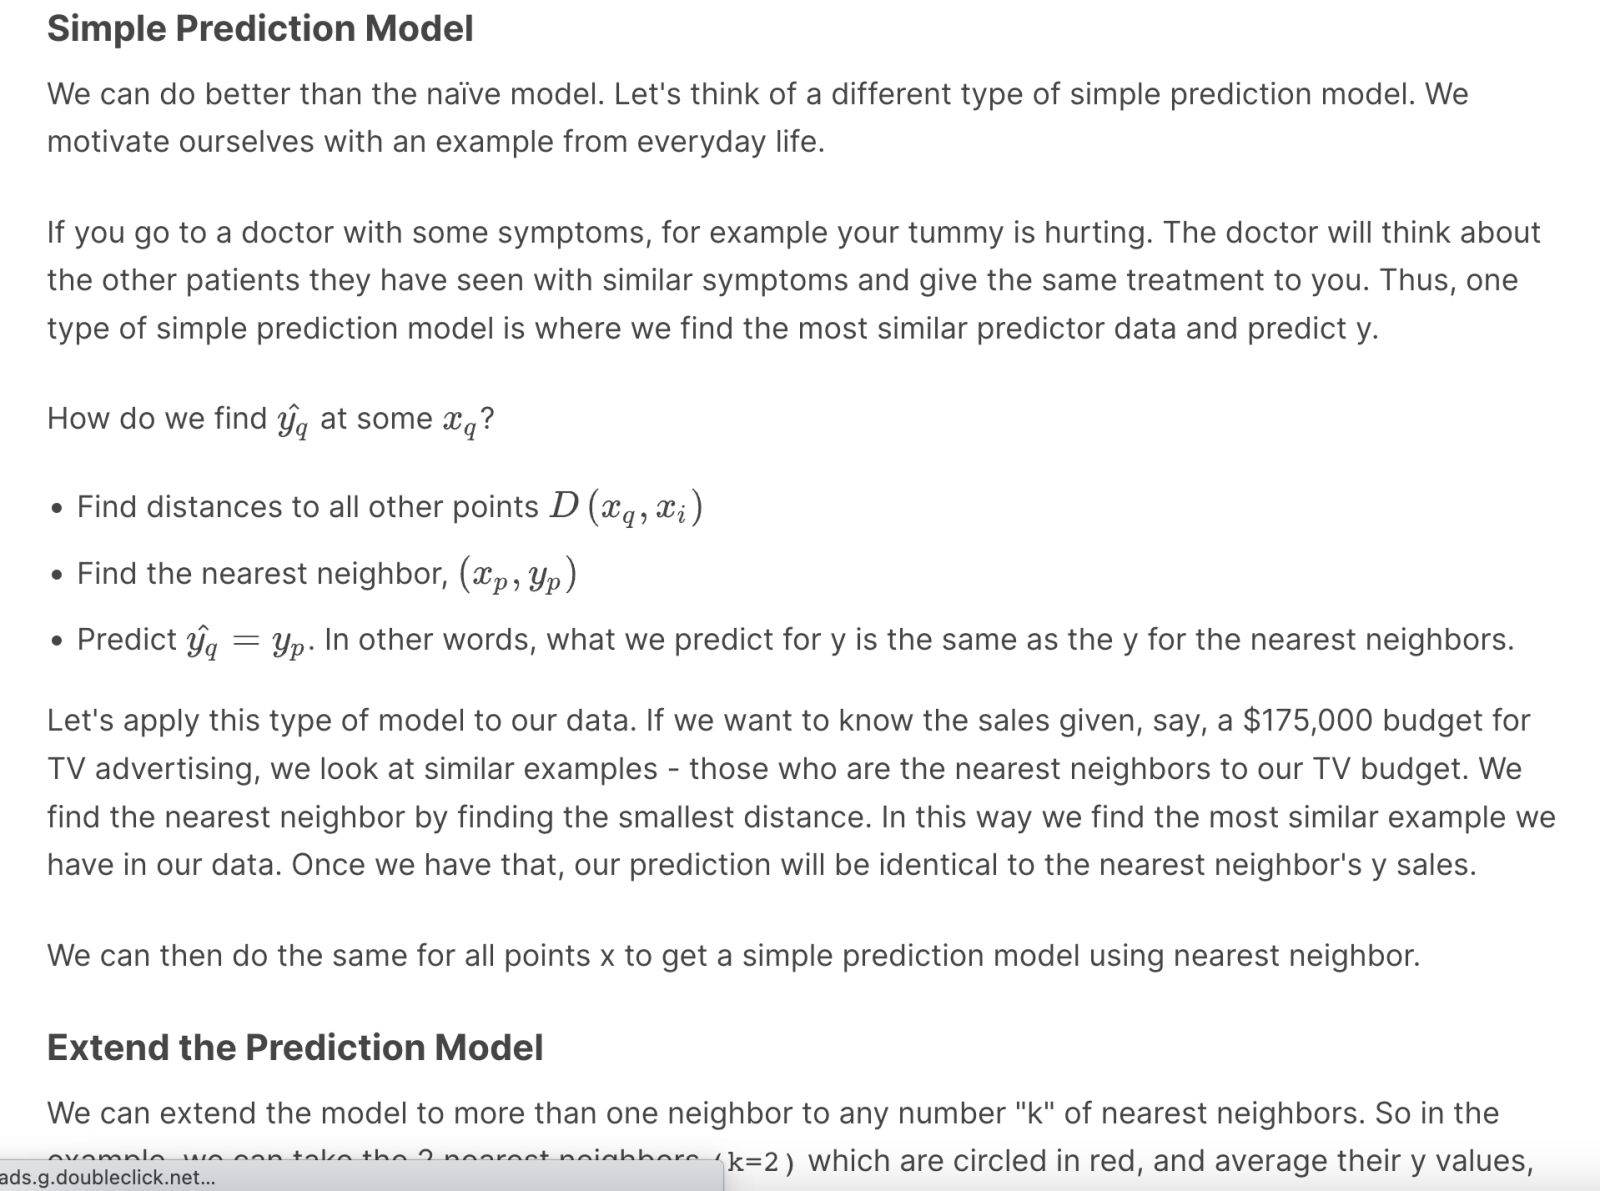 Simple Prediction Model
We can do better than the naïve model. Let's think of a different type of simple prediction model. We
motivate ourselves with an example from everyday life.
If you go to a doctor with some symptoms, for example your tummy is hurting. The doctor will think about
the other patients they have seen with similar symptoms and give the same treatment to you. Thus, one
type of simple prediction model is where we find the most similar predictor data and predict y.
How do we find $\hat{y_q}$ at some $x_q$?
• Find distances to all other points $D(x_q, x_i)$
• Find the nearest neighbor, $(x_p, y_p)$
• Predict $\hat{y_q} = y_p$. In other words, what we predict for y is the same as the y for the nearest neighbors.
Let's apply this type of model to our data. If we want to know the sales given, say, a $175,000 budget for
TV advertising, we look at similar examples - those who are the nearest neighbors to our TV budget. We
find the nearest neighbor by finding the smallest distance. In this way we find the most similar example we
have in our data. Once we have that, our prediction will be identical to the nearest neighbor's y sales.
We can then do the same for all points x to get a simple prediction model using nearest neighbor.
Extend the Prediction Model
We can extend the model to more than one neighbor to any number "k" of nearest neighbors. So in the
example, we can take the 2 nearest neighbors (k=2) which are circled in red, and average their y values,
ads.g.doubleclick.net...